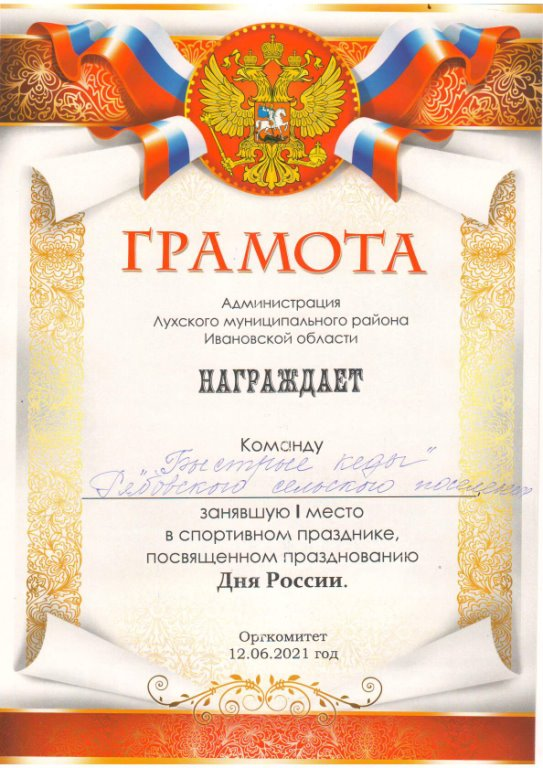 ГРАМОТА
Администрация
Лухского муниципального района
Ивановской области
НАГРАЖДАЕТ
Команду
"Быстрые кеды"
Рябовского сельского поселения
занявшую I место
в спортивном празднике,
посвященном празднованию
Дня России.
Оргкомитет
12.06.2021 год